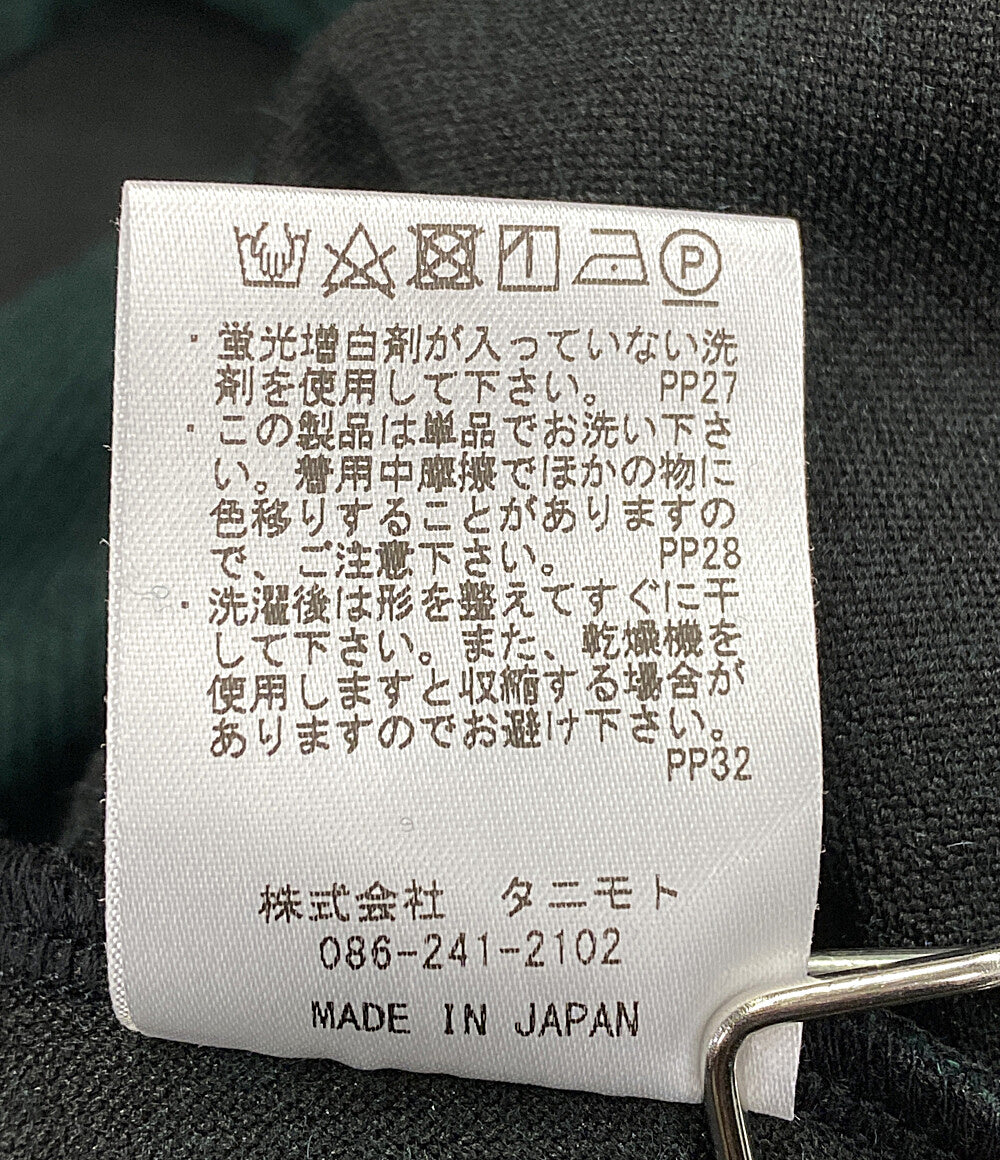 P
・蛍光増白剤が入っていない洗
剤を使用して下さい。 PP27
・この製品は単品でお洗い下さ
い。着用中摩擦でほかの物に
色移りすることがありますの
で、ご注意下さい。 PP28
・洗濯後は形を整えてすぐに干
して下さい。また、乾燥機を
使用しますと収縮する場合が
ありますのでお避け下さい。
PP32
株式会社 タニモト
086-241-2102
MADE IN JAPAN